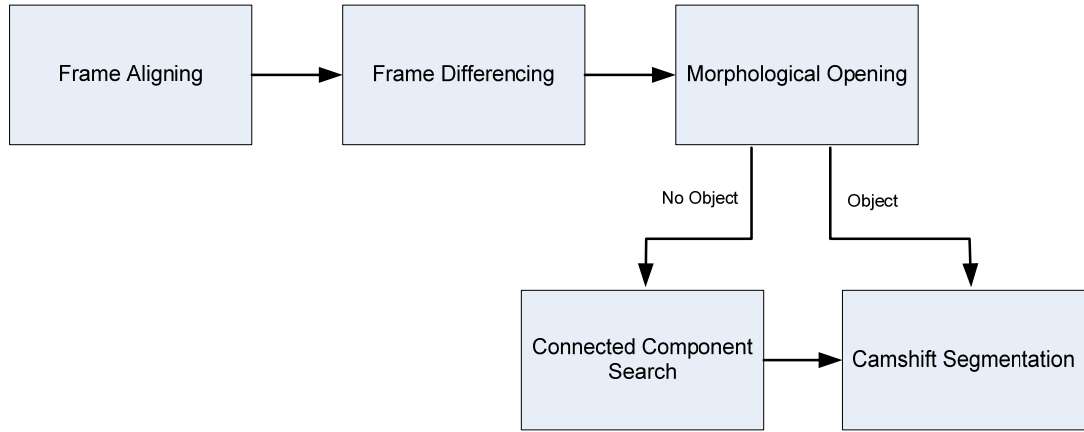 Frame Aligning
Frame Differencing
Morphological Opening
No Object
Object
Connected Component
Search
Camshift Segmentation